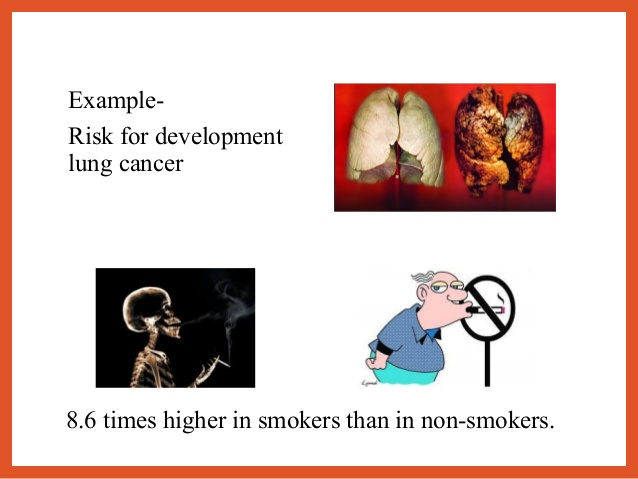 Example-
Risk for development
lung cancer
8.6 times higher in smokers than in non-smokers.